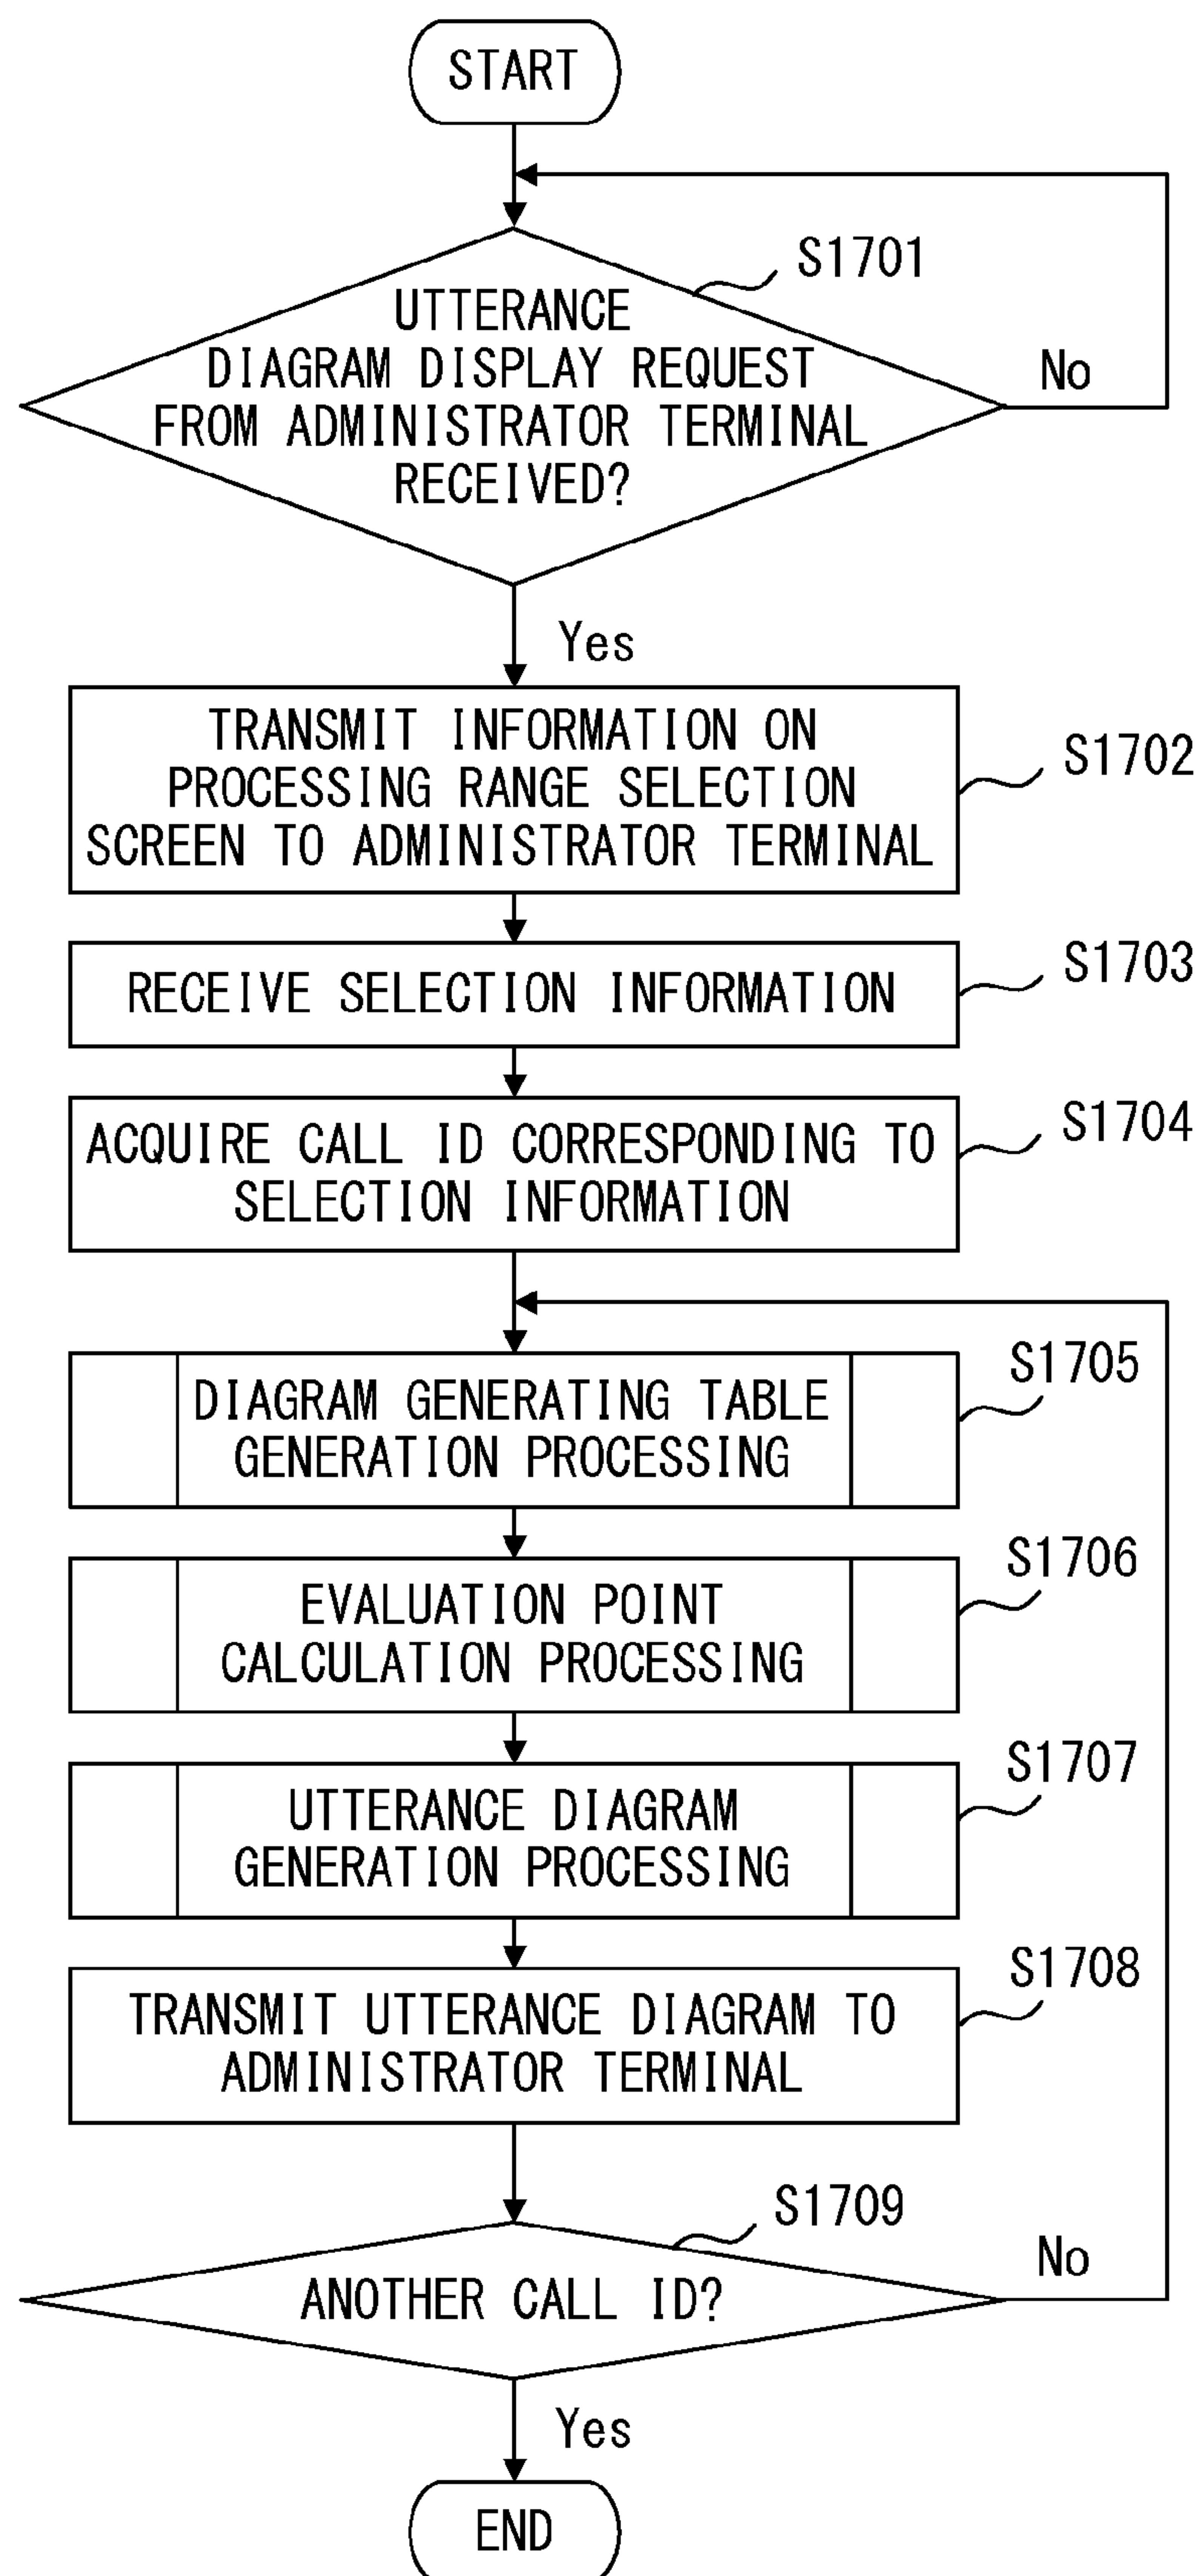 START
S1701
UTTERANCE
DIAGRAM DISPLAY REQUEST
FROM ADMINISTRATOR TERMINAL
RECEIVED?
No
Yes
TRANSMIT INFORMATION ON
PROCESSING RANGE SELECTION
SCREEN TO ADMINISTRATOR TERMINAL
S1702
RECEIVE SELECTION INFORMATION
S1703
ACQUIRE CALL ID CORRESPONDING TO
SELECTION INFORMATION
S1704
DIAGRAM GENERATING TABLE
GENERATION PROCESSING
S1705
EVALUATION POINT
CALCULATION PROCESSING
S1706
UTTERANCE DIAGRAM
GENERATION PROCESSING
S1707
TRANSMIT UTTERANCE DIAGRAM TO
ADMINISTRATOR TERMINAL
S1708
S1709
ANOTHER CALL ID?
No
Yes
END